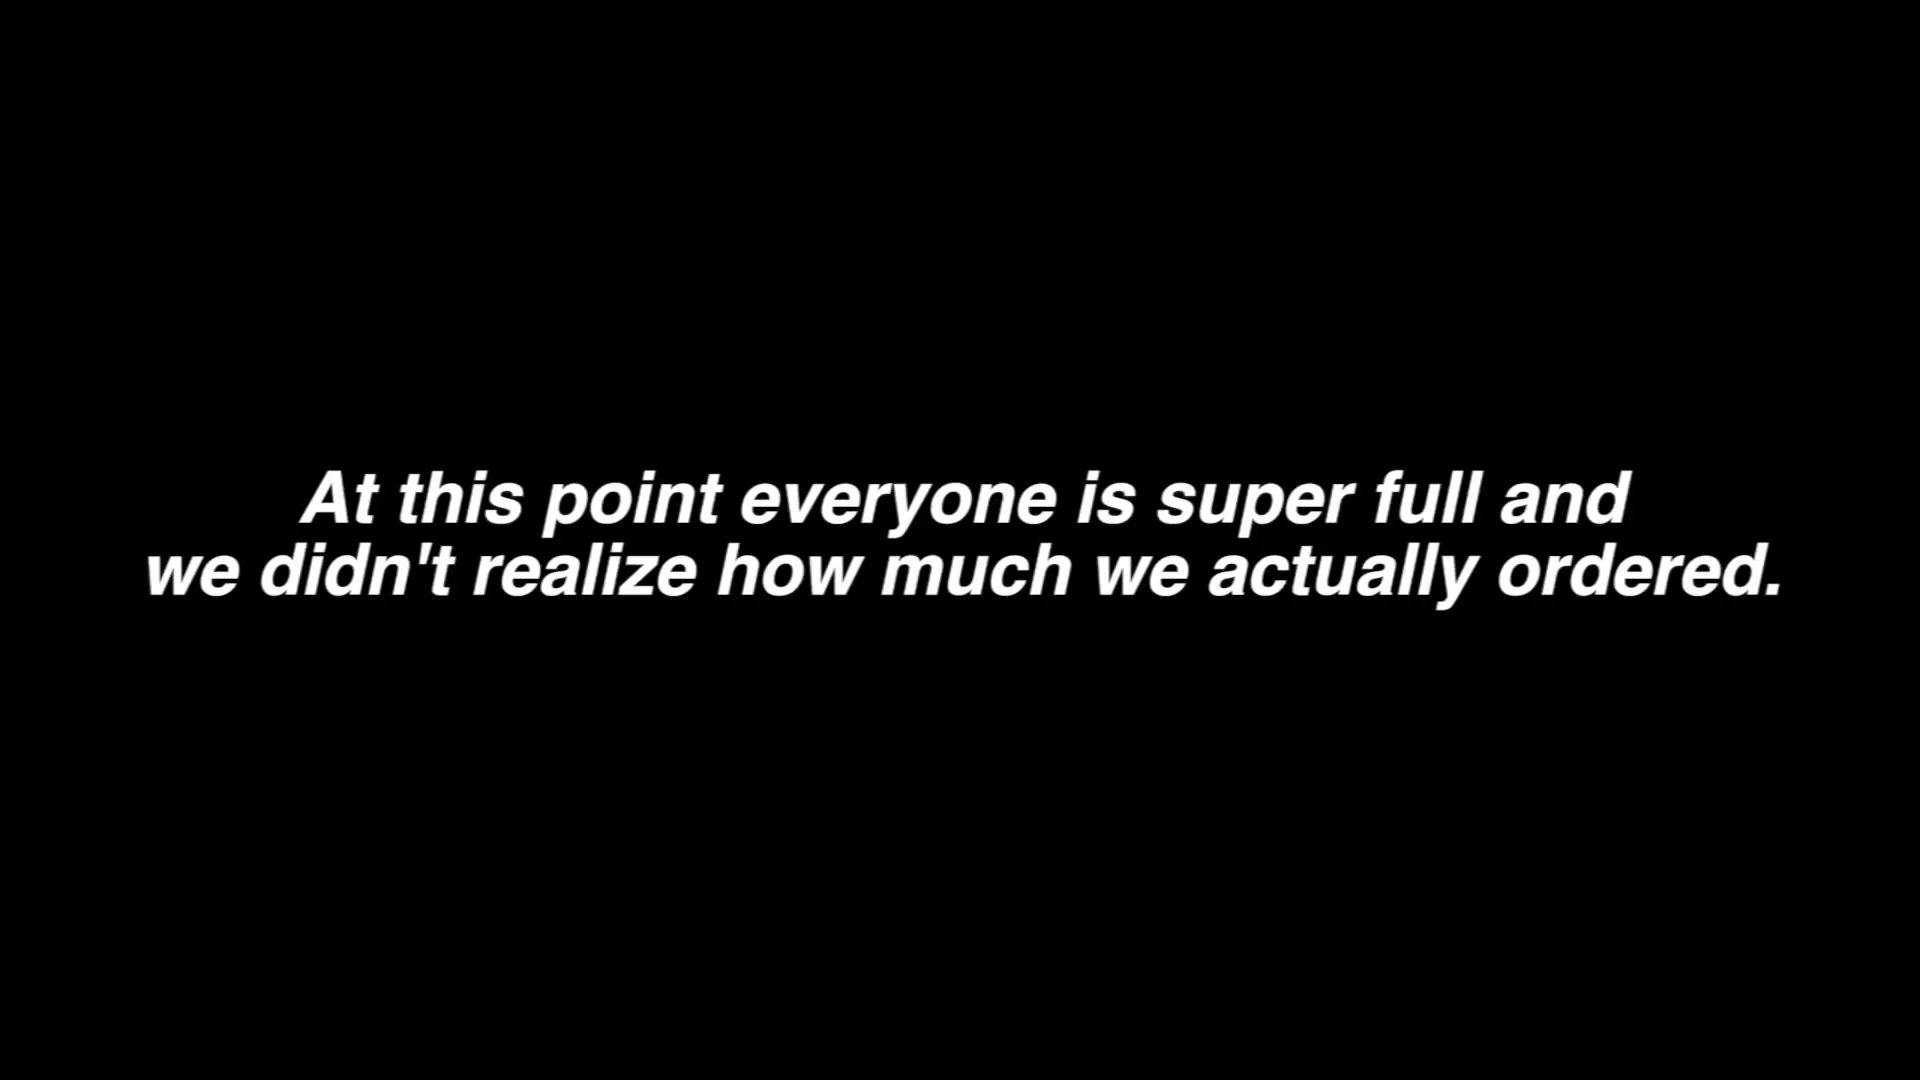 At this point everyone is super full and
we didn't realize how much we actually ordered.